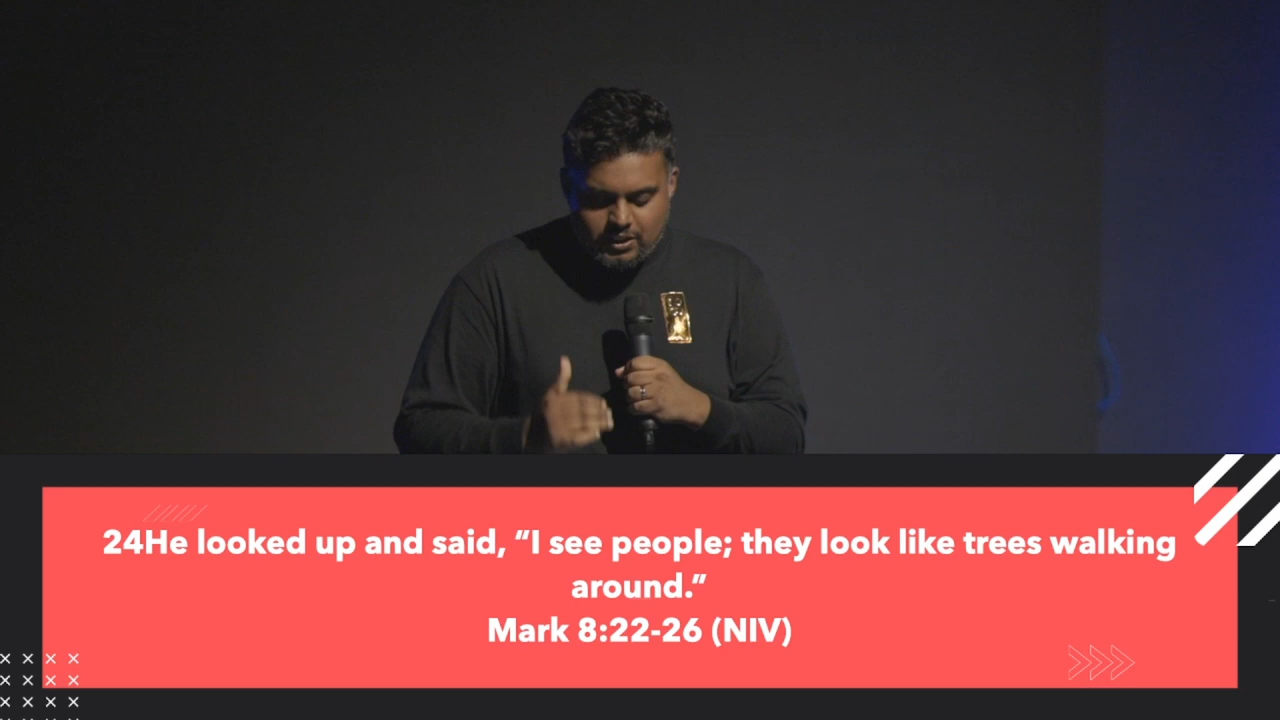 24He looked up and said, “I see people; they look like trees walking
around.”
Mark 8:22-26 (NIV)